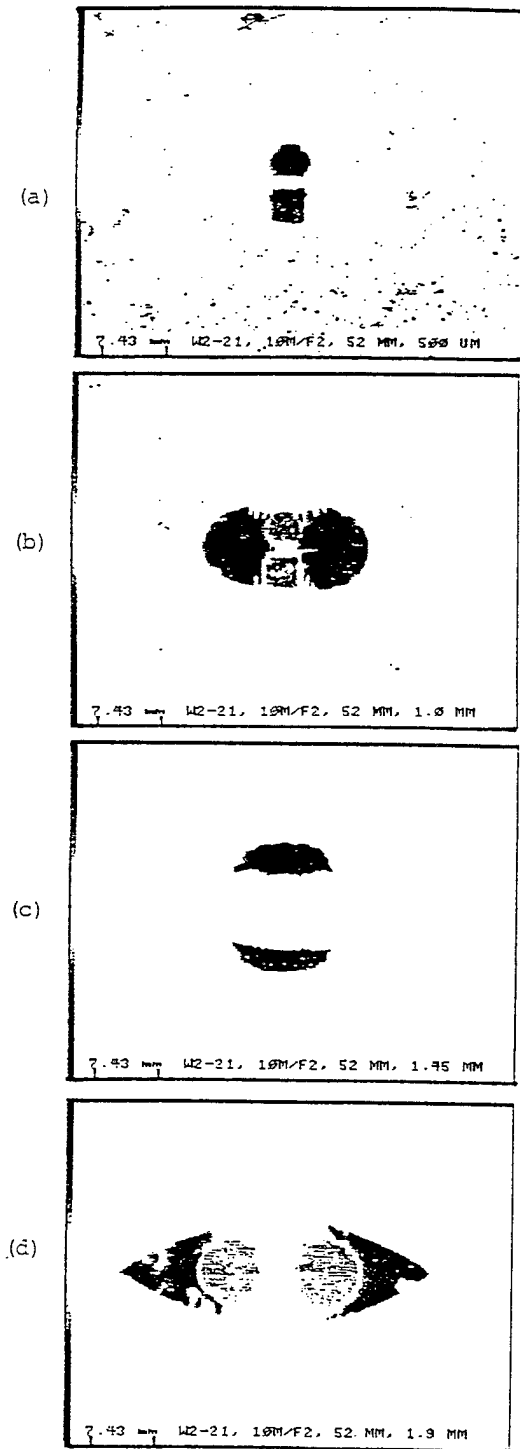 (a)
7.43 mm W2-21, 10M/F2, 52 MM, 500 UM
(b)
7.43 mm W2-21, 10M/F2, 52 MM, 1.0 MM
(c)
7.43 mm W2-21, 10M/F2, 52 MM, 1.45 MM
(d)
7.43 mm W2-21, 10M/F2, 52 MM, 1.9 MM